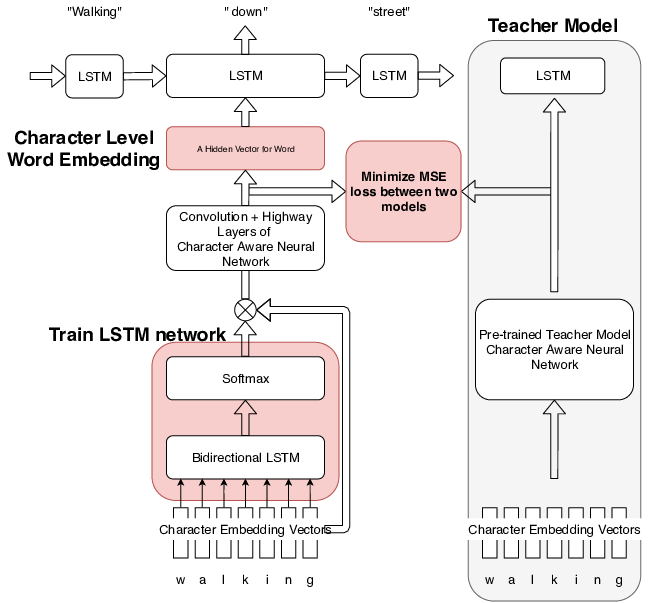 "Walking"
"down"
"street"
Teacher Model
LSTM
LSTM
LSTM
LSTM
Character Level
Word Embedding
A Hidden Vector for Word
Minimize MSE
loss between two
models
Convolution + Highway
Layers of
Character Aware Neural
Network
Train LSTM network
Softmax
Bidirectional LSTM
Character Embedding Vectors
w a l k i n g
Pre-trained Teacher Model
Character Aware Neural
Network
Character Embedding Vectors
w a l k i n g